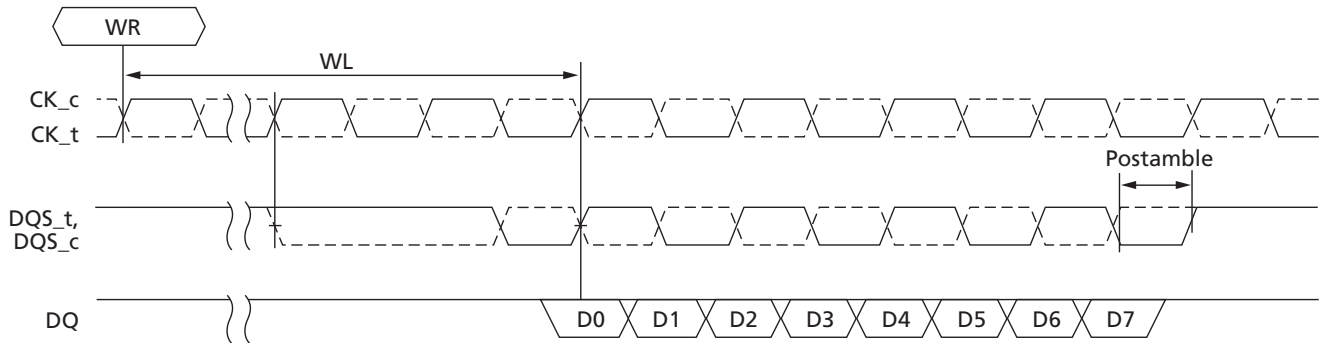 WR
WL
CK_c
CK_t
Postamble
DQS_t,
DQS_c
DQ
D0 D1 D2 D3 D4 D5 D6 D7